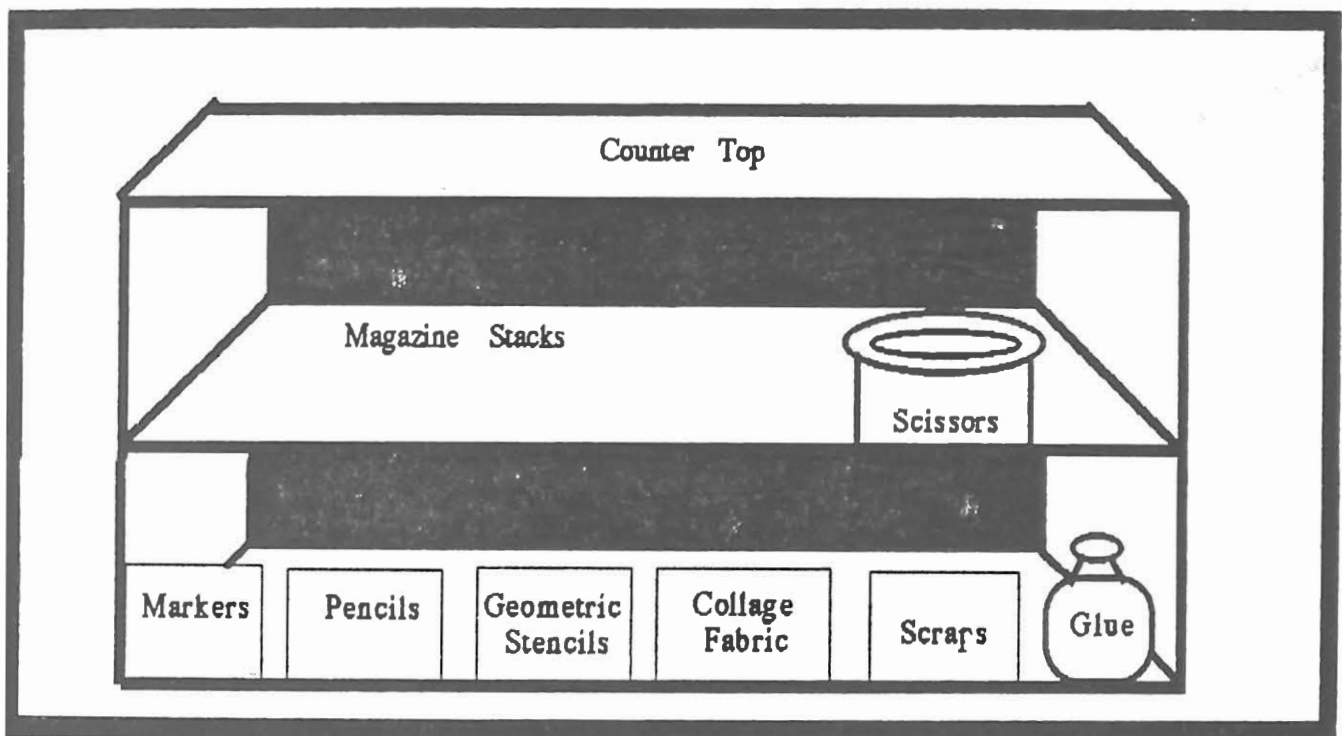 Counter Top
Magazine Stacks
Scissors
Markers
Pencils
Geometric
Stencils
Collage
Fabric
Scraps
Glue